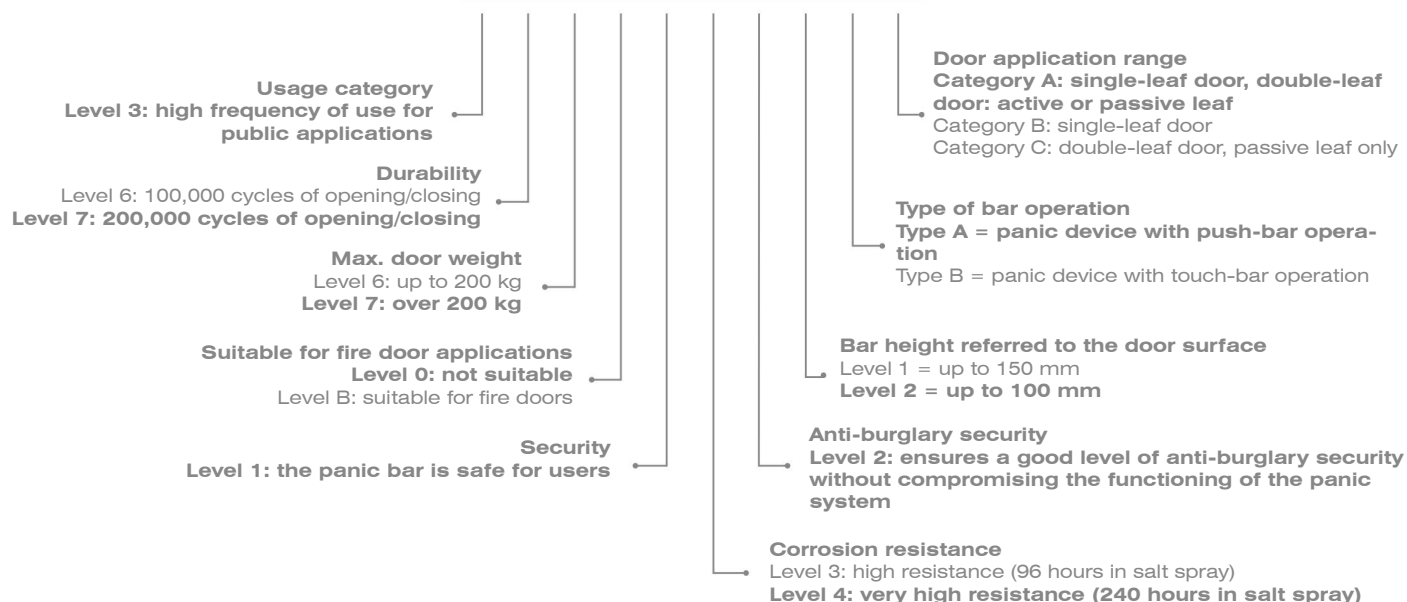 Usage category
Level 3: high frequency of use for
public applications
Durability
Level 6: 100,000 cycles of opening/closing
Level 7: 200,000 cycles of opening/closing
Max. door weight
Level 6: up to 200 kg
Level 7: over 200 kg
Suitable for fire door applications
Level 0: not suitable
Level B: suitable for fire doors
Security
Level 1: the panic bar is safe for users
Door application range
Category A: single-leaf door, double-leaf
door: active or passive leaf
Category B: single-leaf door
Category C: double-leaf door, passive leaf only
Type of bar operation
Type A = panic device with push-bar opera-
tion
Type B = panic device with touch-bar operation
Bar height referred to the door surface
Level 1 = up to 150 mm
Level 2 = up to 100 mm
Anti-burglary security
Level 2: ensures a good level of anti-burglary security
without compromising the functioning of the panic
system
Corrosion resistance
Level 3: high resistance (96 hours in salt spray)
Level 4: very high resistance (240 hours in salt spray)